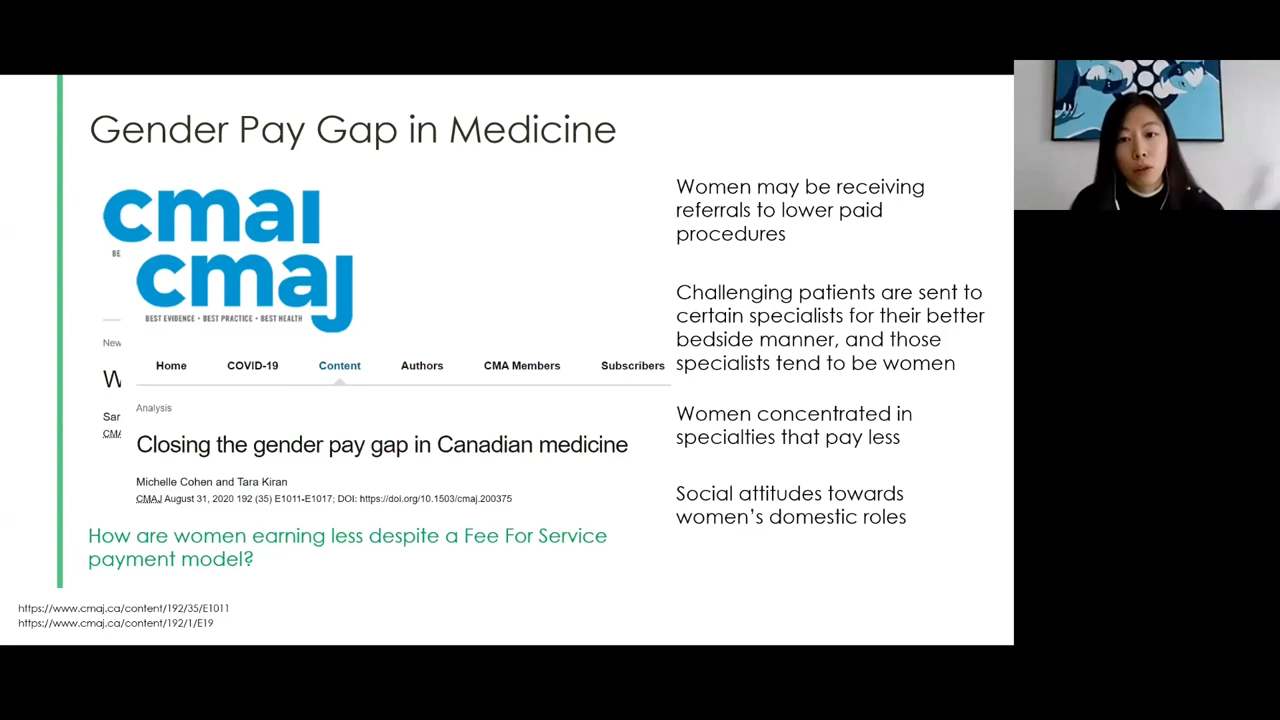 Gender Pay Gap in Medicine
cmaj
BE
cmaj
BEST EVIDENCE • BEST PRACTICE • BEST HEALTH
New
Home COVID-19 Content Authors CMA Members Subscribers
W
Analysis
Sar
CMA
Closing the gender pay gap in Canadian medicine
Michelle Cohen and Tara Kiran
CMAJ August 31, 2020 192 (35) E1011-E1017; DOI: https://doi.org/10.1503/cmaj.200375
How are women earning less despite a Fee For Service
payment model?
https://www.cmaj.ca/content/192/35/E1011
https://www.cmaj.ca/content/192/1/E19
Women may be receiving
referrals to lower paid
procedures
Challenging patients are sent to
certain specialists for their better
bedside manner, and those
specialists tend to be women
Women concentrated in
specialties that pay less
Social attitudes towards
women’s domestic roles